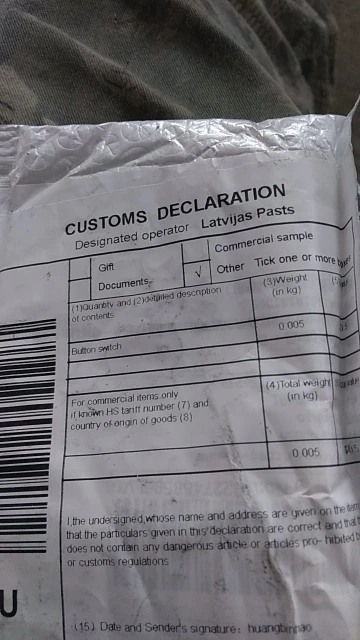 CUSTOMS DECLARATION
Designated operator Latvijas Pasts
Gift
Commercial sample
Documents
√ Other Tick one or more
(1)Quantity and (2)detailed description
of contents
(3)Weight
(in kg)
Button switch
0.005
For commercial items only
if known HS tariff number (7) and
country of origin of goods (8)
(4)Total weight
(in kg)
0.005
I,the undersigned,whose name and address are given on the item
that the particulars given in this declaration are correct and that
does not contain any dangerous article or articles pro- hibited b
or customs regulations
U
(15) Date and Sender's signature: huangbinhao